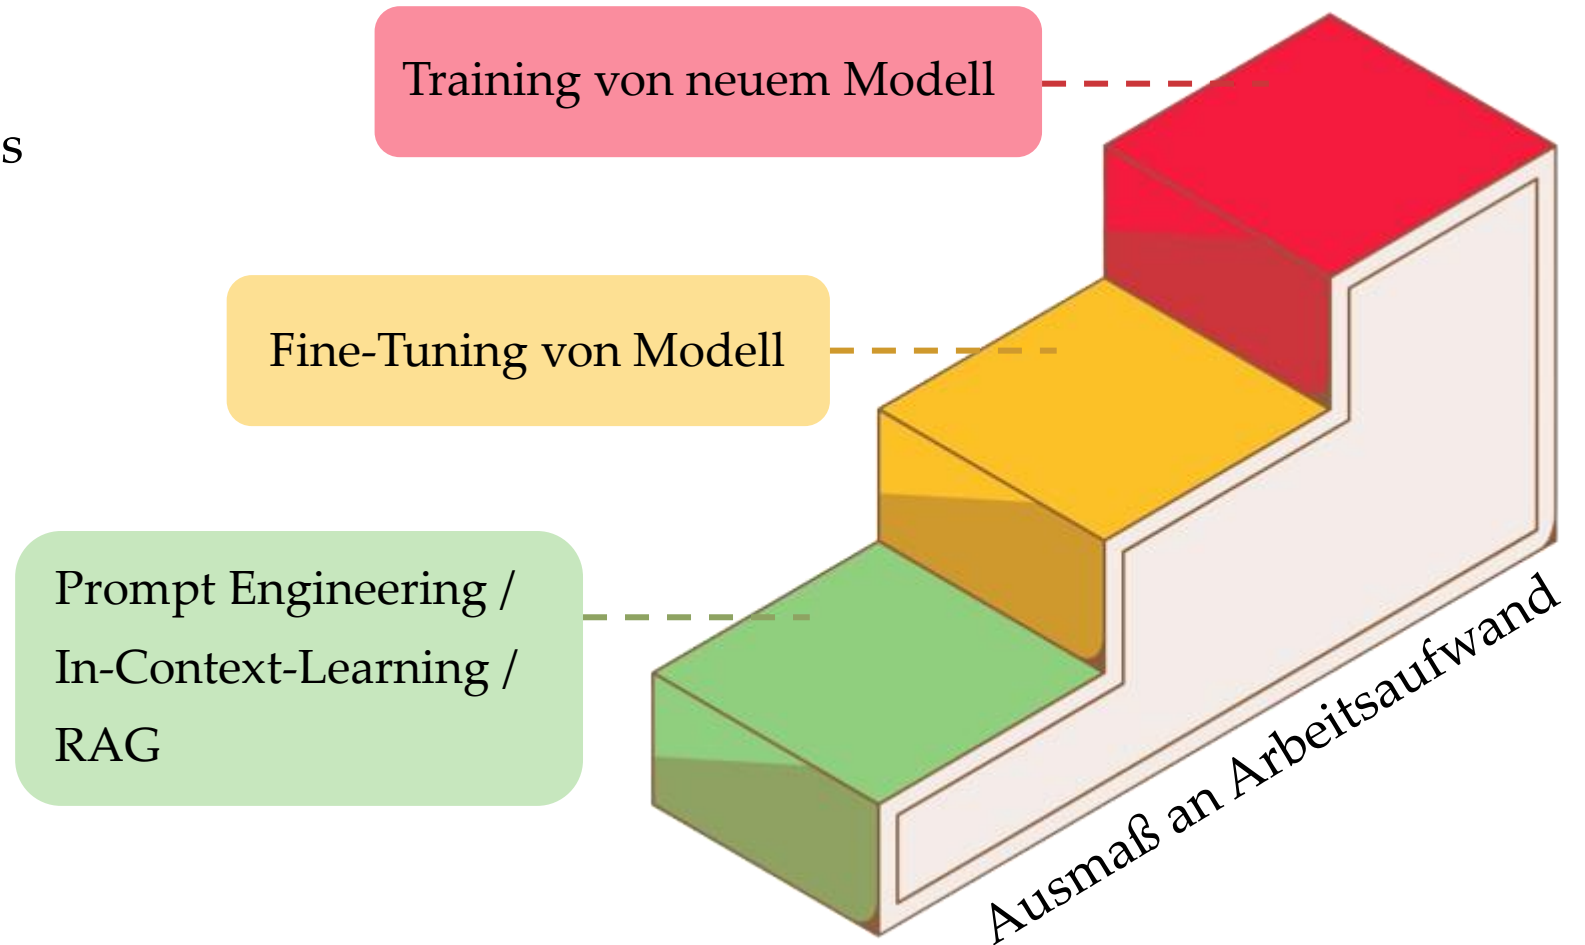 Training von neuem Modell
s
Fine-Tuning von Modell
Prompt Engineering /
In-Context-Learning /
RAG
Ausmaß an Arbeitsaufwand